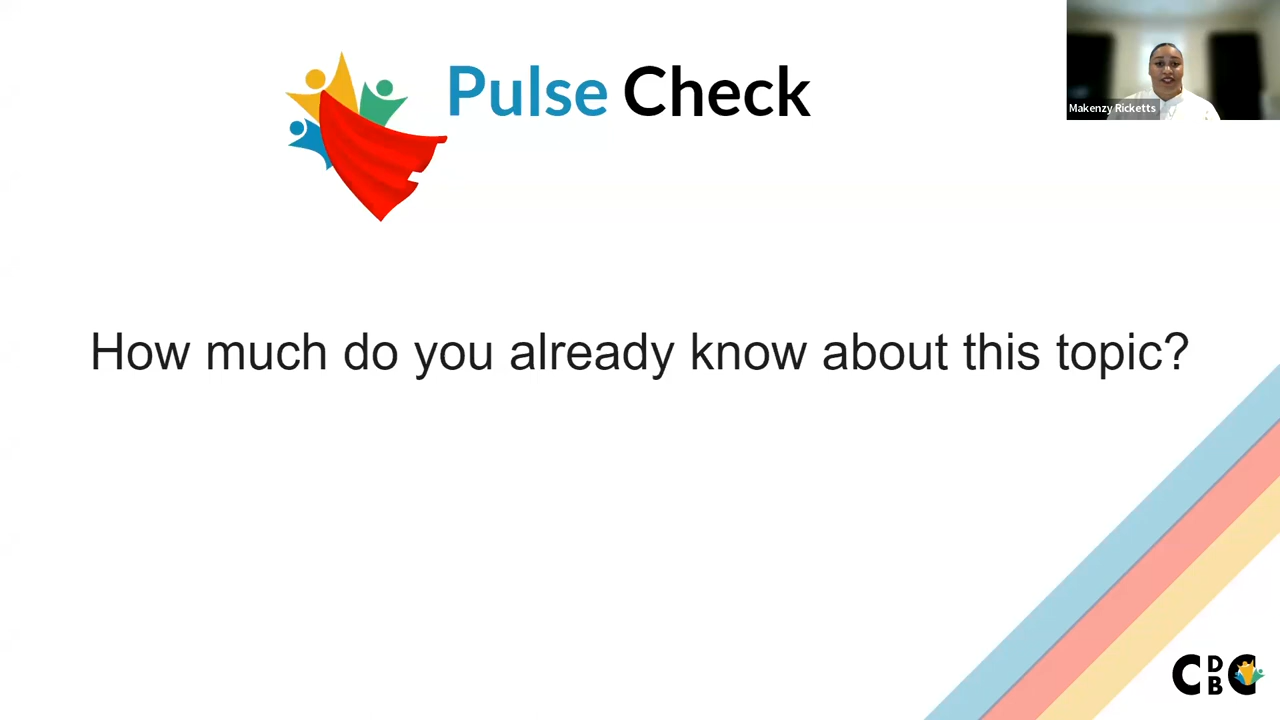 Pulse Check
Makenzy Ricketts
How much do you already know about this topic?
CDBC